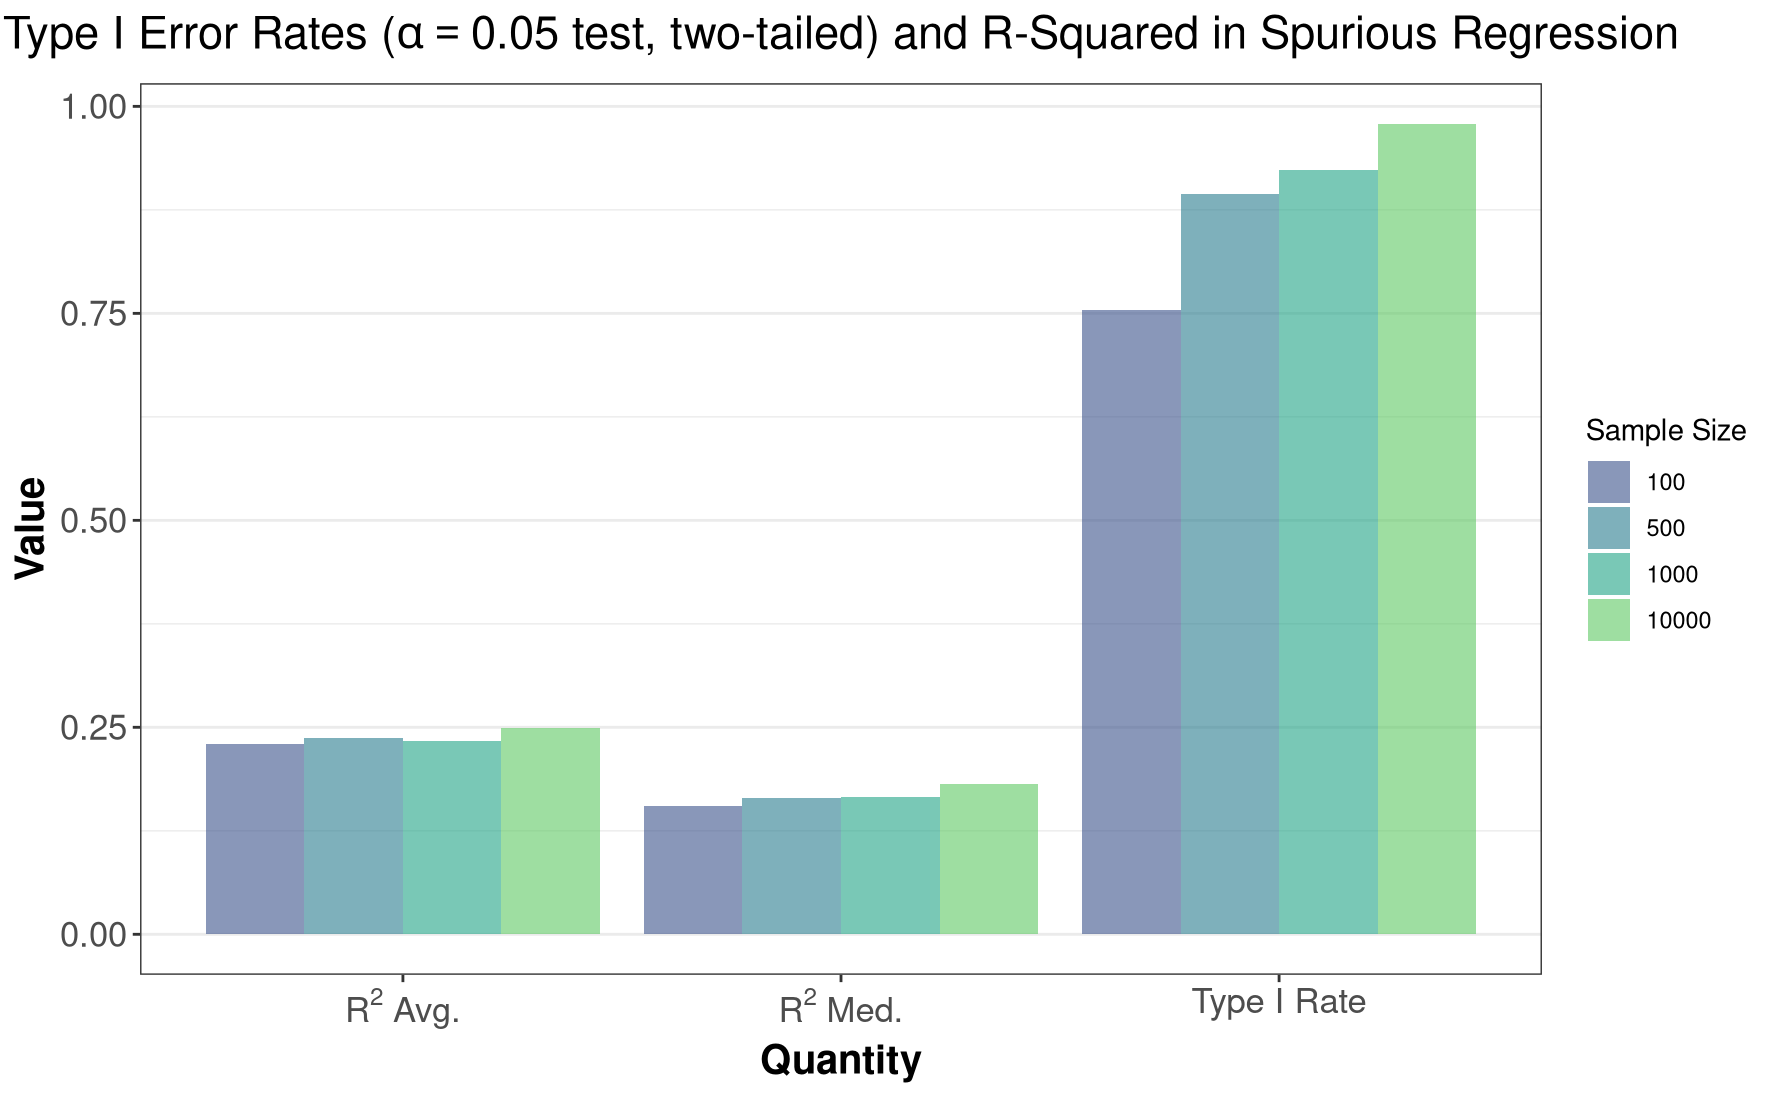 Type I Error Rates (α = 0.05 test, two-tailed) and R-Squared in Spurious Regression
1.00
0.75
0.50
0.25
0.00
Value
R² Avg.
R² Med.
Type I Rate
Quantity
Sample Size
100
500
1000
10000